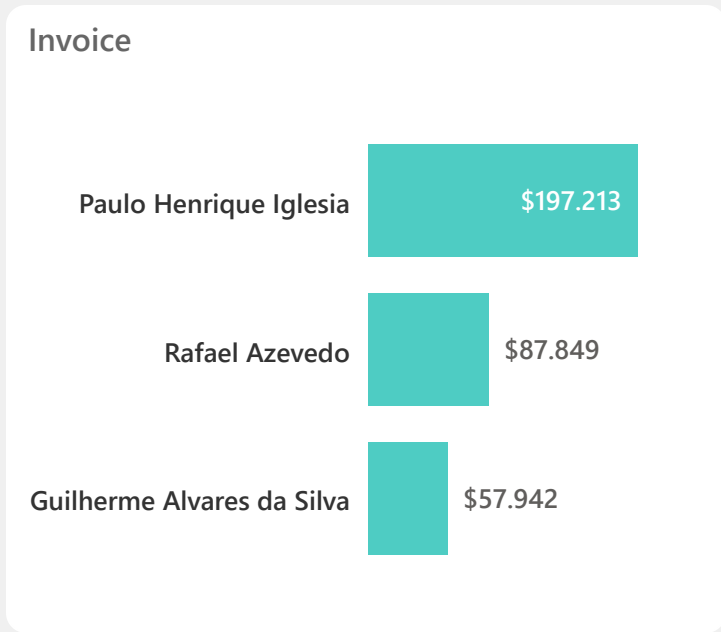 Invoice
Paulo Henrique Iglesia $197.213
Rafael Azevedo $87.849
Guilherme Alvares da Silva $57.942